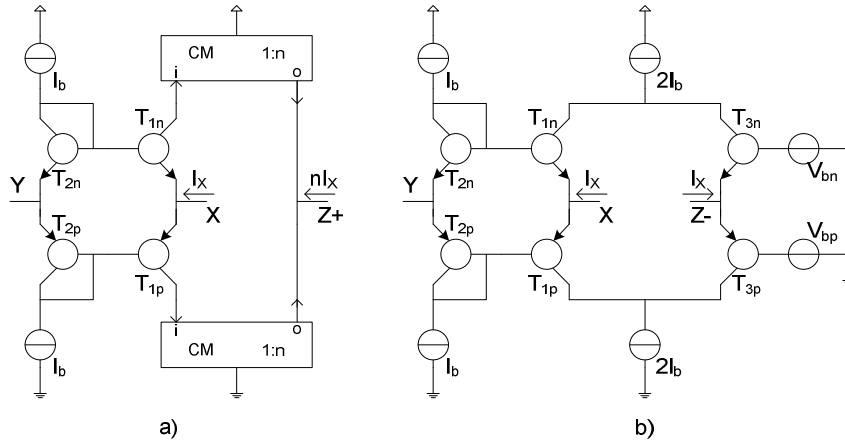 CM 1:n
i o
I_b
T_1n
T_2n
Y
I_X
X
nI_X
Z+
T_2p
T_1p
i o
CM 1:n
I_b
a)
I_b
2I_b
T_1n
T_3n
T_2n
Y
I_X
X
I_X
Z-
V_bn
V_bp
T_2p
T_1p
T_3p
I_b
2I_b
b)